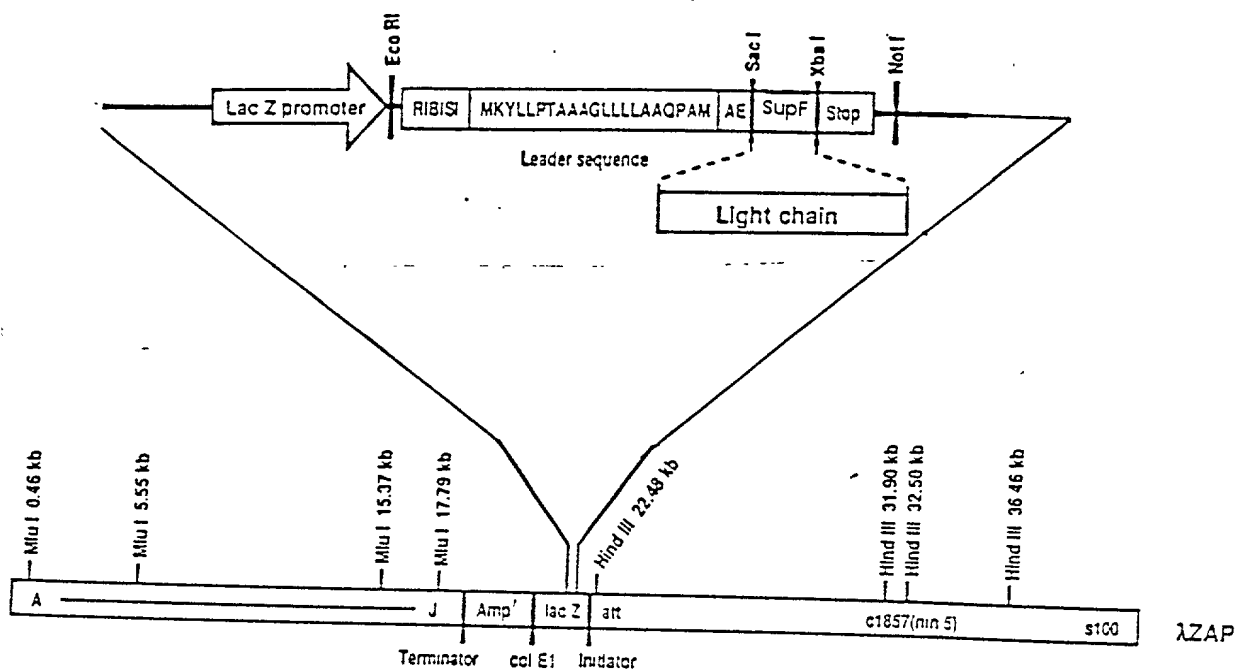 Eco RI
Sac I
Xba I
Not I
Lac Z promoter
RIBISI
MKYLLPTAAAGLLLLAAQPAM
AE
SupF
Stop
Leader sequence
Light chain
Mlu I 0.46 kb
Mlu I 5.55 kb
Mlu I 15.37 kb
Mlu I 17.79 kb
Hind III 22.48 kb
Hind III 31.90 kb
Hind III 32.50 kb
Hind III 36.46 kb
A
J
Amp^r
lac Z
att
c1857(nin 5)
s100
λZAP
Terminator
col E1
Initiator